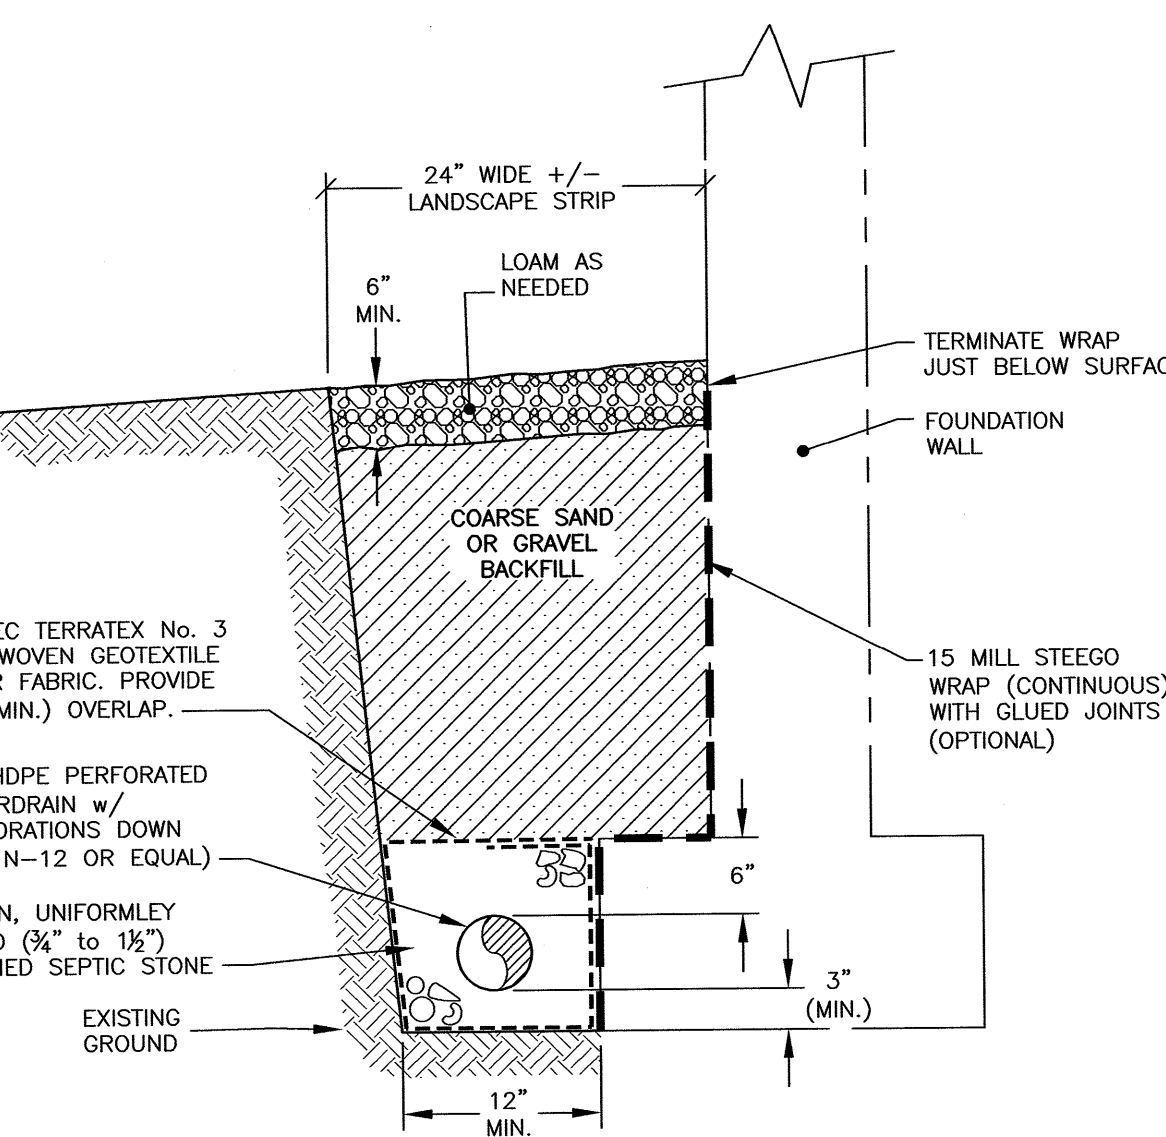 24" WIDE +/-
LANDSCAPE STRIP
LOAM AS
NEEDED
6"
MIN.
TERMINATE WRAP
JUST BELOW SURFAC
FOUNDATION
WALL
COARSE SAND
OR GRAVEL
BACKFILL
EC TERRATEX No. 3
WOVEN GEOTEXTILE
R FABRIC. PROVIDE
MIN.) OVERLAP.
15 MILL STEEGO
WRAP (CONTINUOUS)
WITH GLUED JOINTS
(OPTIONAL)
HDPE PERFORATED
RDRAIN w/
ORATIONS DOWN
N-12 OR EQUAL)
6"
N, UNIFORMLEY
D (¾" to 1½")
HED SEPTIC STONE
3"
(MIN.)
EXISTING
GROUND
12"
MIN.